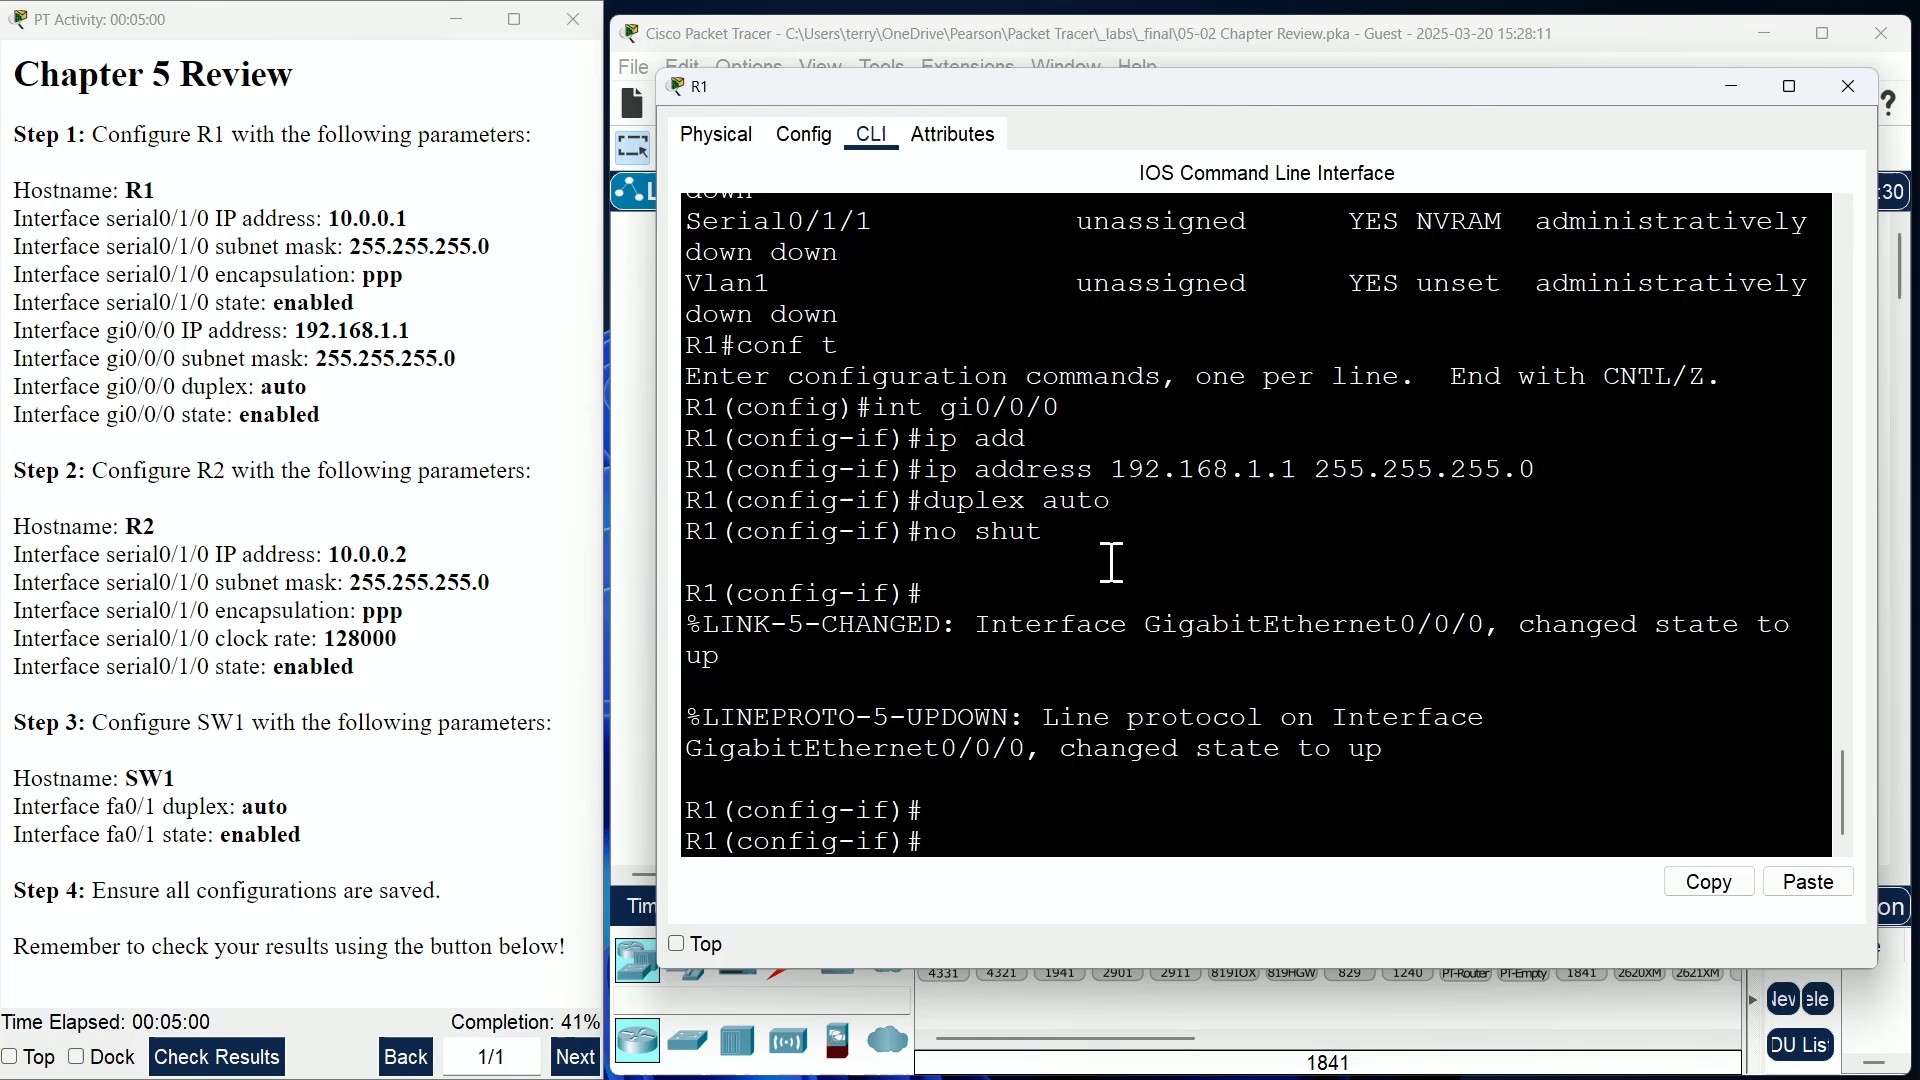 PT Activity: 00:05:00
Chapter 5 Review
Step 1: Configure R1 with the following parameters:
Hostname: R1
Interface serial0/1/0 IP address: 10.0.0.1
Interface serial0/1/0 subnet mask: 255.255.255.0
Interface serial0/1/0 encapsulation: ppp
Interface serial0/1/0 state: enabled
Interface gi0/0/0 IP address: 192.168.1.1
Interface gi0/0/0 subnet mask: 255.255.255.0
Interface gi0/0/0 duplex: auto
Interface gi0/0/0 state: enabled
Step 2: Configure R2 with the following parameters:
Hostname: R2
Interface serial0/1/0 IP address: 10.0.0.2
Interface serial0/1/0 subnet mask: 255.255.255.0
Interface serial0/1/0 encapsulation: ppp
Interface serial0/1/0 clock rate: 128000
Interface serial0/1/0 state: enabled
Step 3: Configure SW1 with the following parameters:
Hostname: SW1
Interface fa0/1 duplex: auto
Interface fa0/1 state: enabled
Step 4: Ensure all configurations are saved.
Remember to check your results using the button below!
Time Elapsed: 00:05:00 Completion: 41%
Top Dock Check Results Back 1/1 Next
Cisco Packet Tracer - C:\Users\terry\OneDrive\Pearson\Packet Tracer\_labs\_final\05-02 Chapter Review.pka - Guest - 2025-03-20 15:28:11
File Edit Options View Tools Extensions Window Help
R1
?
Physical Config CLI Attributes
IOS Command Line Interface
:30
down
Serial0/1/1 unassigned YES NVRAM administratively
down down
Vlan1 unassigned YES unset administratively
down down
R1#conf t
Enter configuration commands, one per line. End with CNTL/Z.
R1(config)#int gi0/0/0
R1(config-if)#ip add
R1(config-if)#ip address 192.168.1.1 255.255.255.0
R1(config-if)#duplex auto
R1(config-if)#no shut
R1(config-if)#
%LINK-5-CHANGED: Interface GigabitEthernet0/0/0, changed state to
up
%LINEPROTO-5-UPDOWN: Line protocol on Interface
GigabitEthernet0/0/0, changed state to up
R1(config-if)#
R1(config-if)#
Copy Paste
Tim
on
Top
4331 4321 1941 2901 2911 819IOX 819HGW 829 1240 PT-Router PT-Empty 1841 2620XM 2621XM
1841